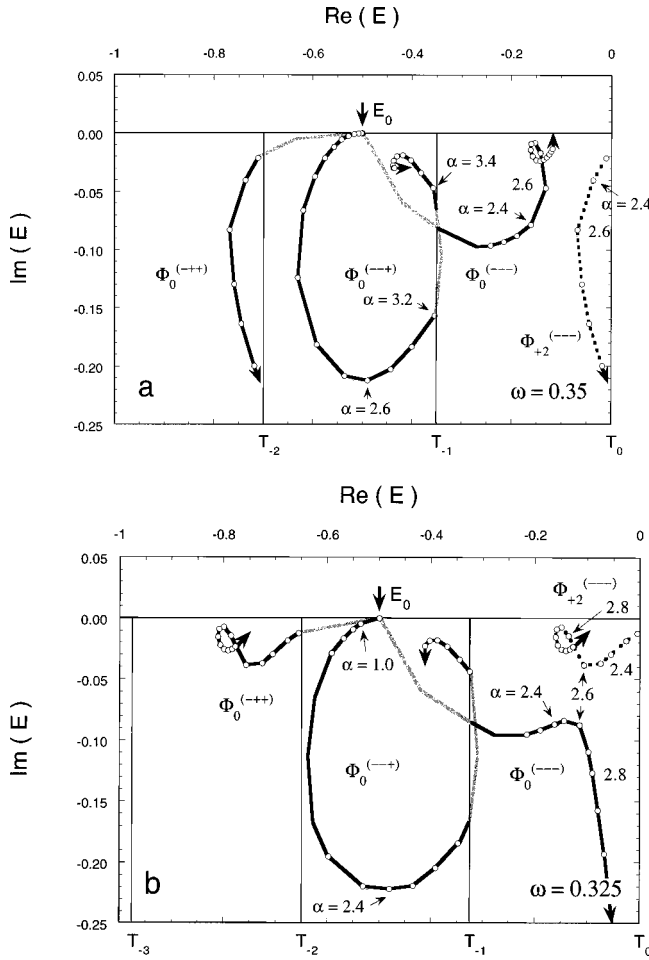 Re ( E )
-1 -0.8 -0.6 -0.4 -0.2 0
0.05
0.00
-0.05
-0.10
-0.15
-0.20
-0.25
Im ( E )
E₀
α = 3.4
2.6
α = 2.4
α = 2.4
2.6
Φ₀⁽⁻⁺⁺⁾
Φ₀⁽⁻⁻⁺⁾
Φ₀⁽⁻⁻⁻⁾
α = 3.2
Φ₊₂⁽⁻⁻⁻⁾
a
α = 2.6
ω = 0.35
T₋₂ T₋₁ T₀
Re ( E )
-1 -0.8 -0.6 -0.4 -0.2 0
0.05
0.00
-0.05
-0.10
-0.15
-0.20
-0.25
Im ( E )
E₀
Φ₊₂⁽⁻⁻⁻⁾
2.8
α = 1.0
2.4
Φ₀⁽⁻⁺⁺⁾
α = 2.4
2.6
Φ₀⁽⁻⁻⁺⁾
Φ₀⁽⁻⁻⁻⁾
2.8
b
α = 2.4
ω = 0.325
T₋₃ T₋₂ T₋₁ T₀